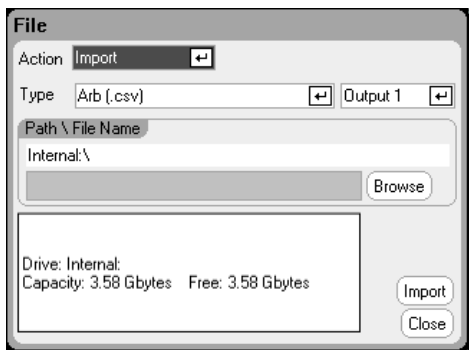 File
Action Import
Type Arb (.csv) Output 1
Path \ File Name
Internal:\
Browse
Drive: Internal:
Capacity: 3.58 Gbytes Free: 3.58 Gbytes
Import
Close